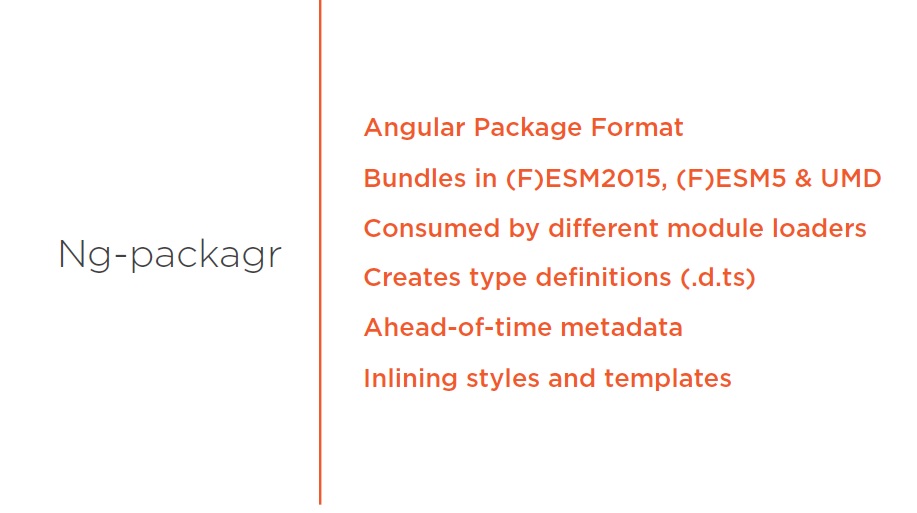 Ng-packagr
Angular Package Format
Bundles in (F)ESM2015, (F)ESM5 & UMD
Consumed by different module loaders
Creates type definitions (.d.ts)
Ahead-of-time metadata
Inlining styles and templates